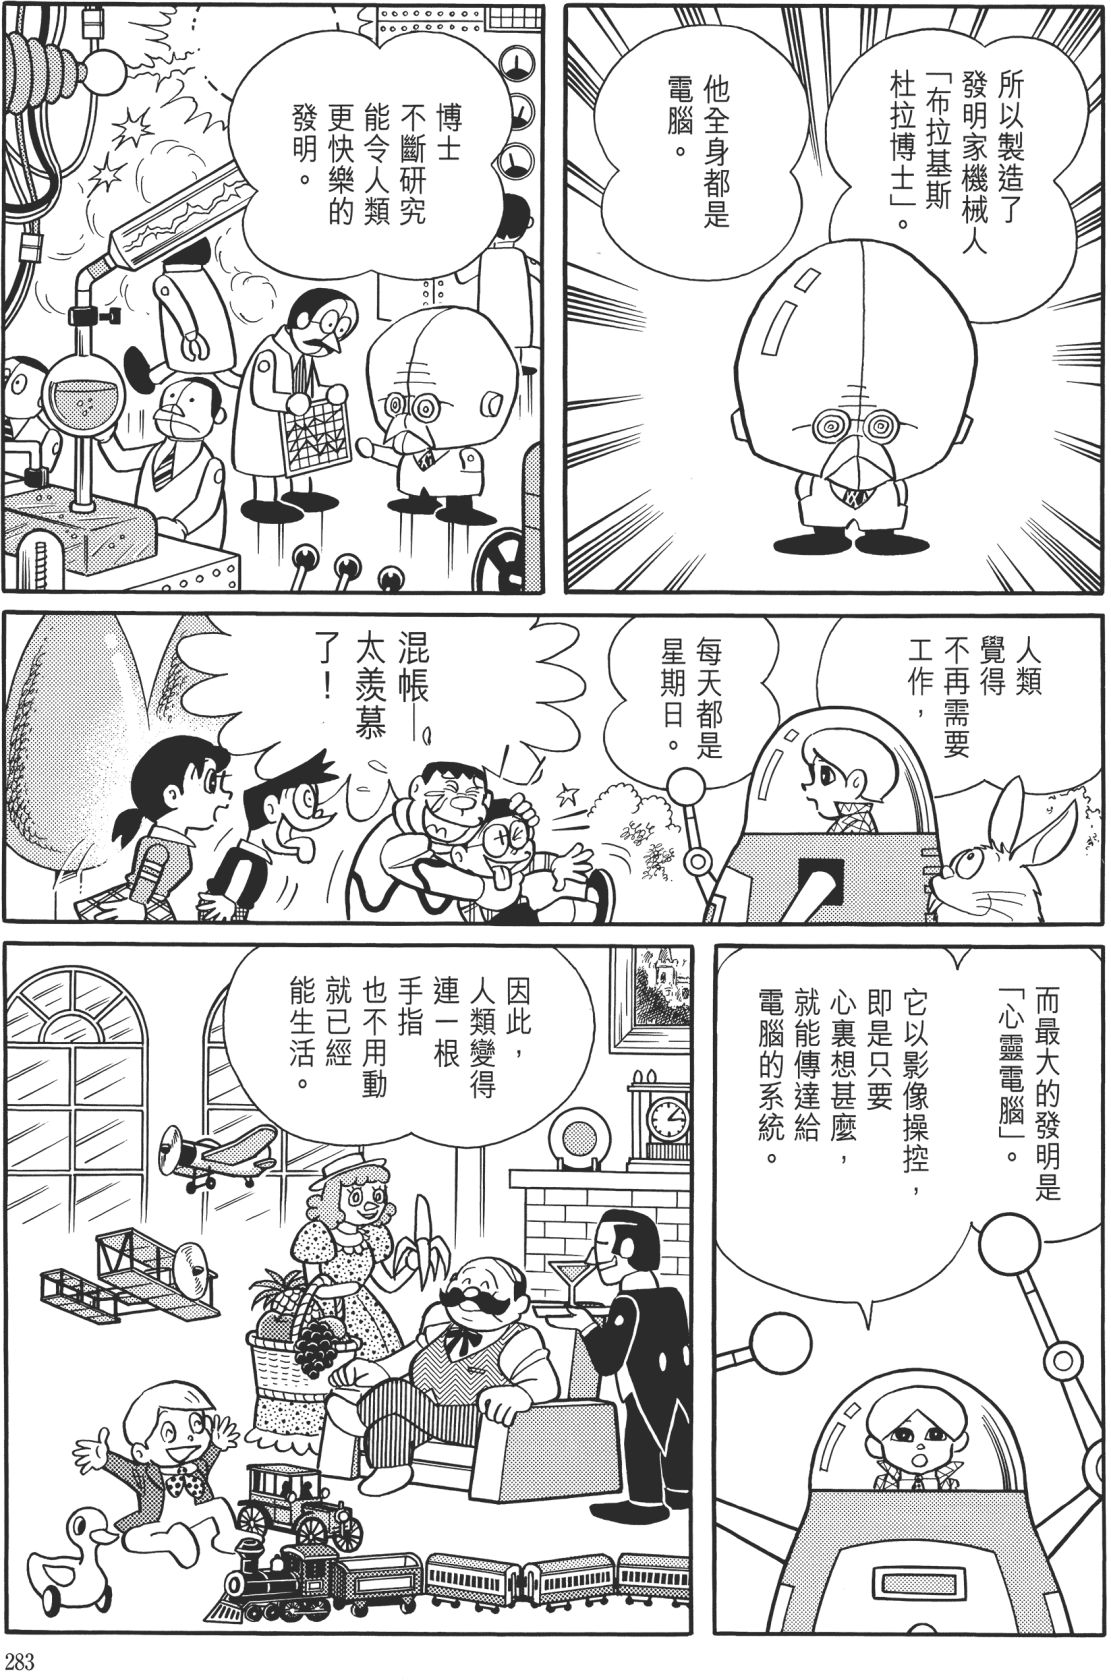 所以製造了
發明家機械人
「布拉基斯
杜拉博士」。
他全身都是
電腦。
博士
不斷研究
能令人類
更快樂的
發明。
人類
覺得
不再需要
工作，
每天都是
星期日。
混帳—
太羨慕
了！
而最大的發明是
「心靈電腦」。
它以影像操控，
即是只要
心裏想甚麼，
就能傳達給
電腦的系統。
因此，
人類變得
連一根
手指
也不用動
就已經
能生活。
283